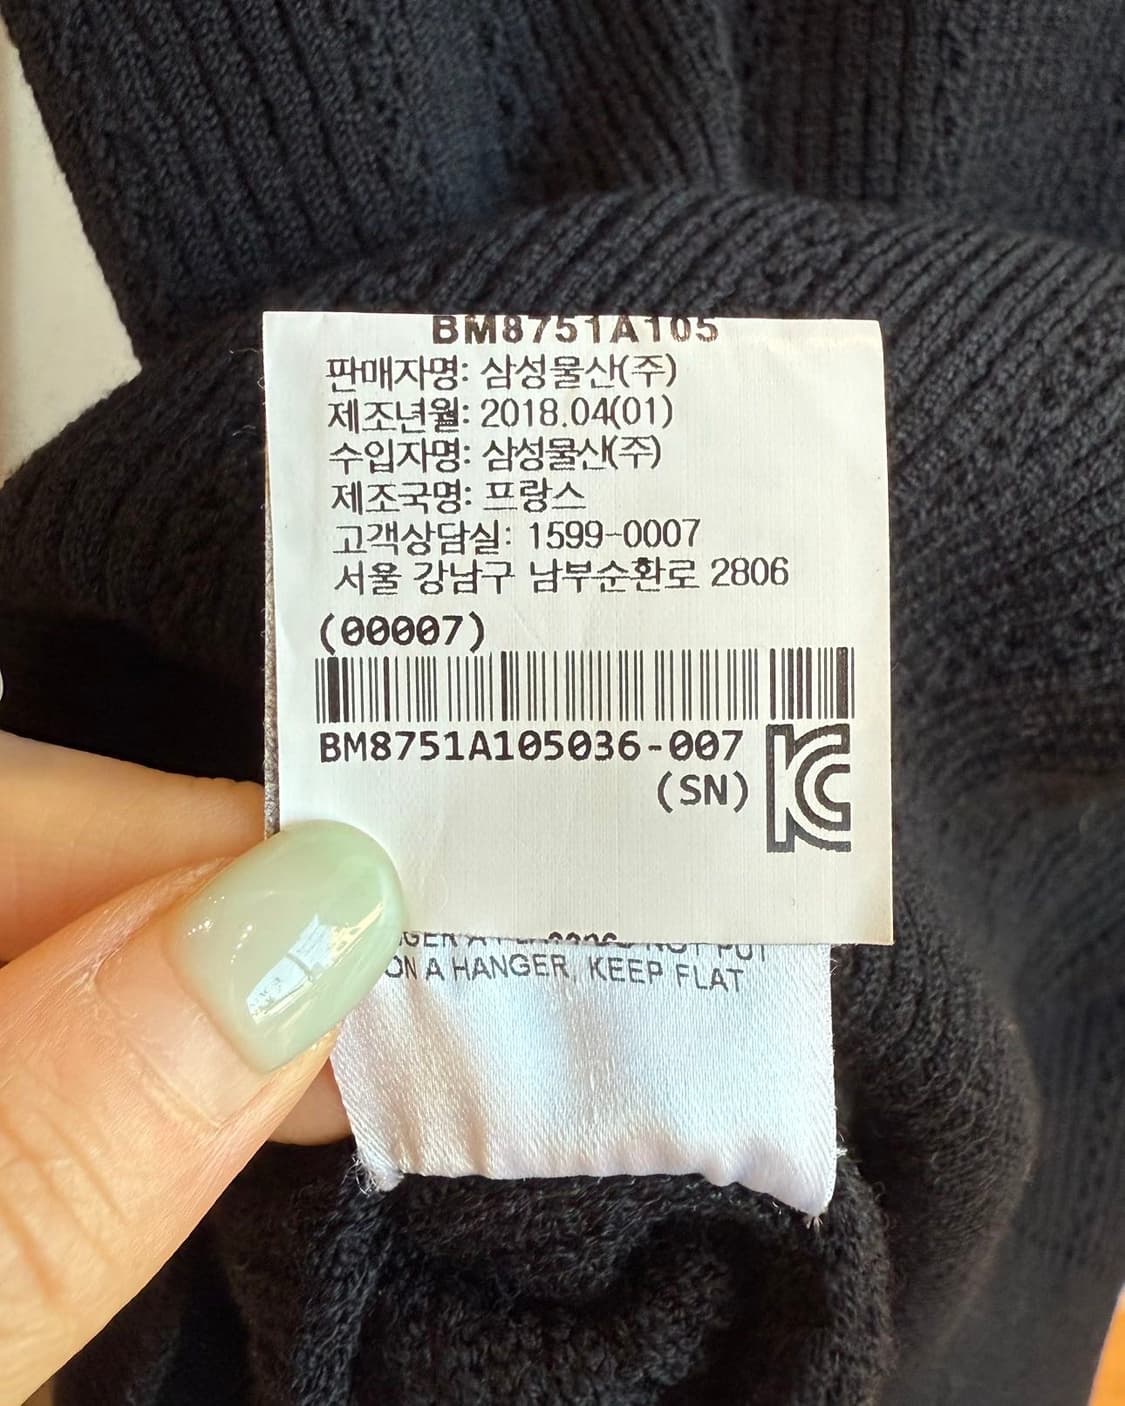 BM8751A105
판매자명: 삼성물산(주)
제조년월: 2018.04(01)
수입자명: 삼성물산(주)
제조국명: 프랑스
고객상담실: 1599-0007
서울 강남구 남부순환로 2806
(00007)
BM8751A105036-007
(SN)
KC
NOT PUT
ON A HANGER, KEEP FLAT